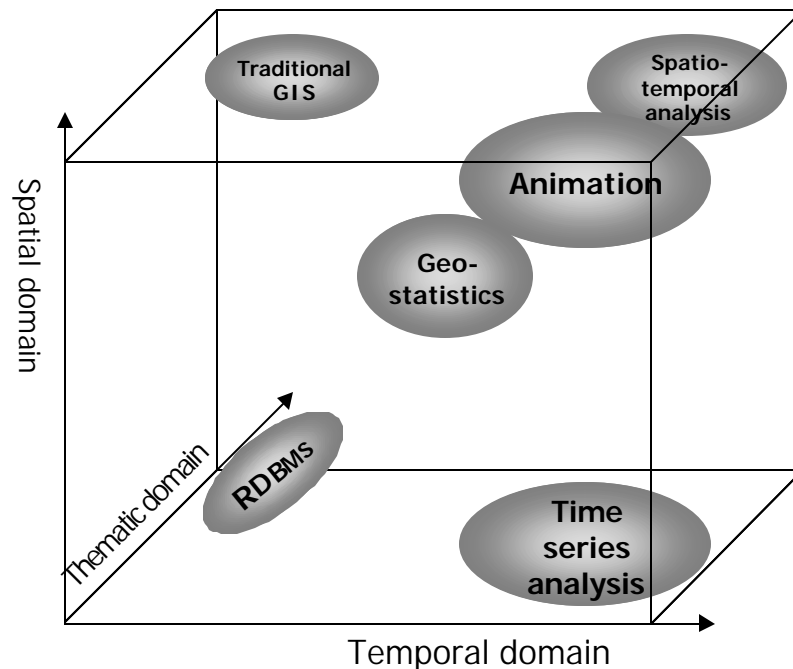 Traditional
GIS
Spatio-
temporal
analysis
Animation
Geo-
statistics
Spatial domain
RDBMS
Thematic domain
Time
series
analysis
Temporal domain